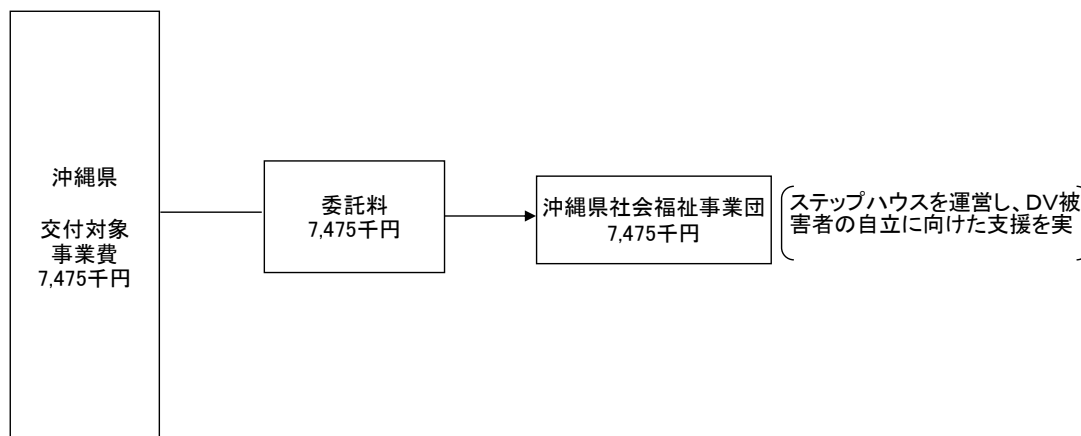 沖縄県
交付対象
事業費
7,475千円
委託料
7,475千円
沖縄県社会福祉事業団
7,475千円
ステップハウスを運営し、DV被
害者の自立に向けた支援を実